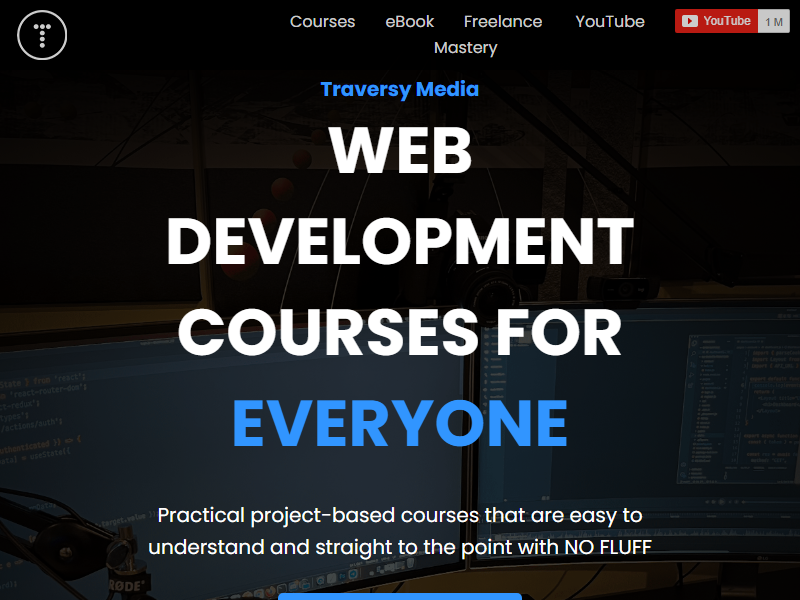 Courses eBook Freelance Mastery YouTube
YouTube 1 M
Traversy Media
WEB
DEVELOPMENT
COURSES FOR
EVERYONE
Practical project-based courses that are easy to
understand and straight to the point with NO FLUFF
RØDE